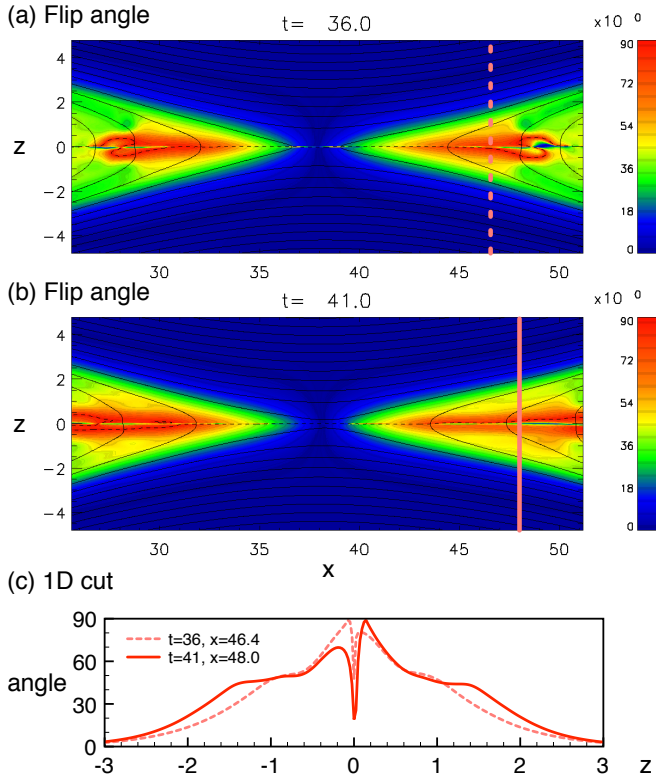 (a) Flip angle
t= 36.0
x10 0
4
2
z 0
−2
−4
30 35 40 45 50
90
72
54
36
18
0
(b) Flip angle
t= 41.0
x10 0
4
2
z 0
−2
−4
30 35 40 45 50
x
90
72
54
36
18
0
(c) 1D cut
90
60
angle
30
0
t=36, x=46.4
t=41, x=48.0
-3 -2 -1 0 1 2 3 z